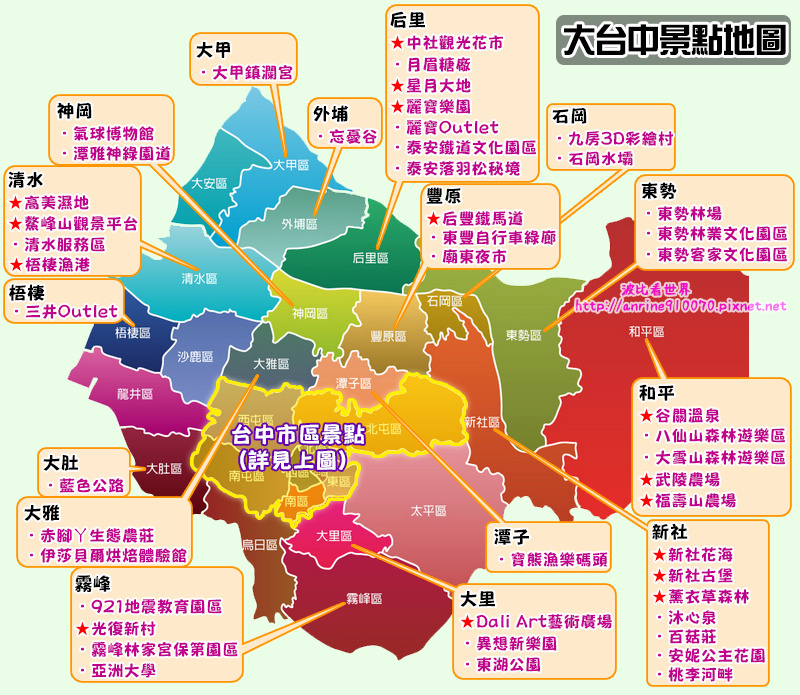 大台中景點地圖
后里
★中社觀光花市
·月眉糖廠
★星月大地
★麗寶樂園
·麗寶Outlet
·泰安鐵道文化園區
·泰安落羽松秘境
大甲
·大甲鎮瀾宮
神岡
·氣球博物館
·潭雅神綠園道
外埔
·忘憂谷
石岡
·九房3D彩繪村
·石岡水壩
清水
★高美濕地
★鰲峰山觀景平台
·清水服務區
★梧棲漁港
豐原
★后豐鐵馬道
·東豐自行車綠廊
·廟東夜市
東勢
·東勢林場
·東勢林業文化園區
·東勢客家文化園區
梧棲
·三井Outlet
波比看世界
http://anrine910070.pixnet.net
大甲區
大安區
外埔區
后里區
清水區
神岡區
豐原區
石岡區
東勢區
和平區
梧棲區
沙鹿區
大雅區
潭子區
龍井區
西屯區
北屯區
新社區
台中市區景點
(詳見上圖)
大肚區
南屯區
西區
東區
南區
太平區
烏日區
大里區
霧峰區
和平
★谷關溫泉
·八仙山森林遊樂區
·大雪山森林遊樂區
★武陵農場
★福壽山農場
大肚
·藍色公路
大雅
·赤腳丫生態農莊
·伊莎貝爾烘焙體驗館
潭子
·寶熊漁樂碼頭
新社
★新社花海
★新社古堡
★薰衣草森林
·沐心泉
·百菇莊
·安妮公主花園
·桃李河畔
霧峰
·921地震教育園區
★光復新村
·霧峰林家宮保第園區
·亞洲大學
大里
★Dali Art藝術廣場
·異想新樂園
·東湖公園